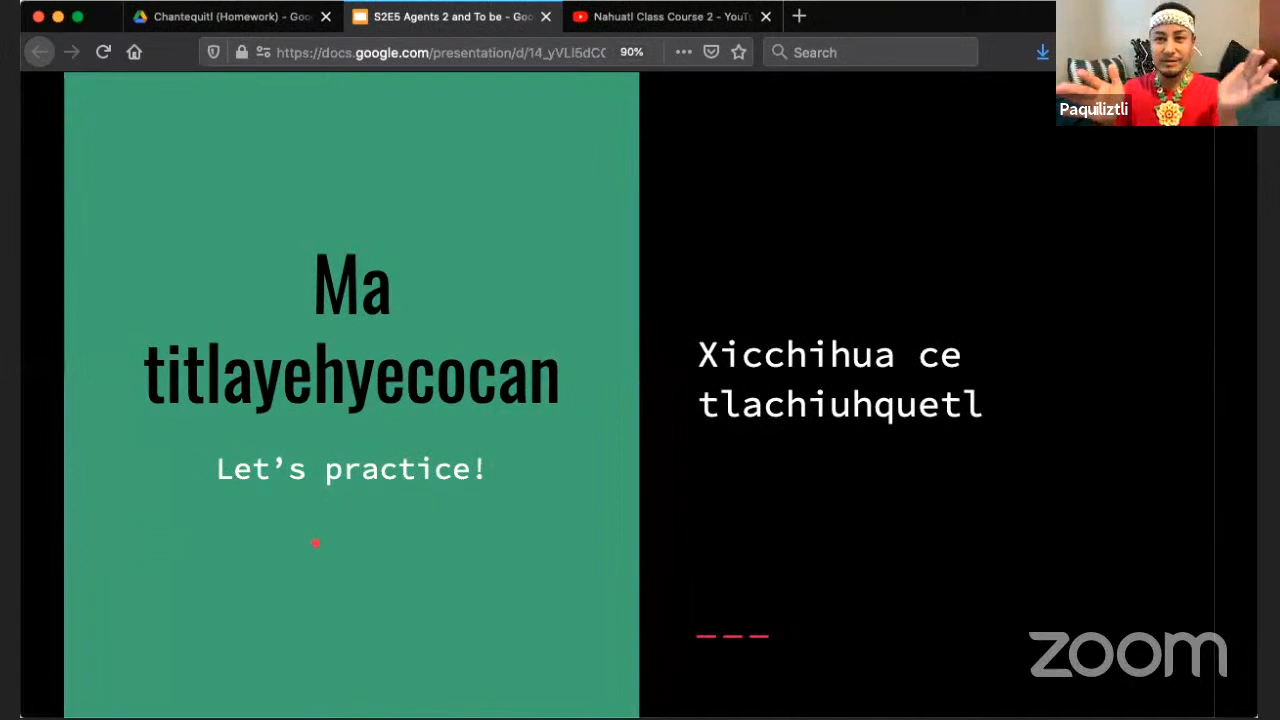 Chantequitl (Homework) - Goo
S2E5 Agents 2 and To be - Goo
Nahuatl Class Course 2 - YouTu
https://docs.google.com/presentation/d/14_yVLl5dCC
90%
Search
Paquiliztli
Ma
titlayehyecocan
Let's practice!
Xicchihua ce
tlachiuhquetl
zoom